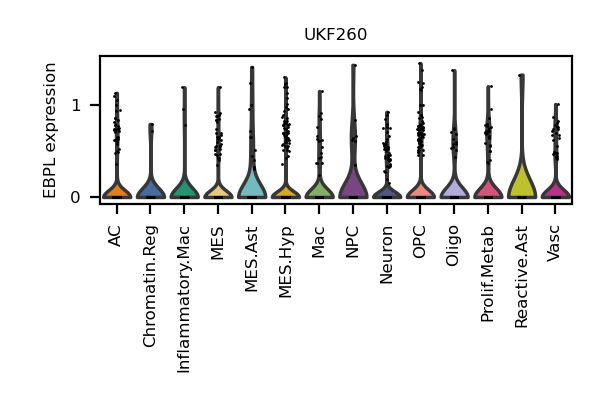 UKF260
EBPL expression
1
0
AC
Chromatin.Reg
Inflammatory.Mac
MES
MES.Ast
MES.Hyp
Mac
NPC
Neuron
OPC
Oligo
Prolif.Metab
Reactive.Ast
Vasc